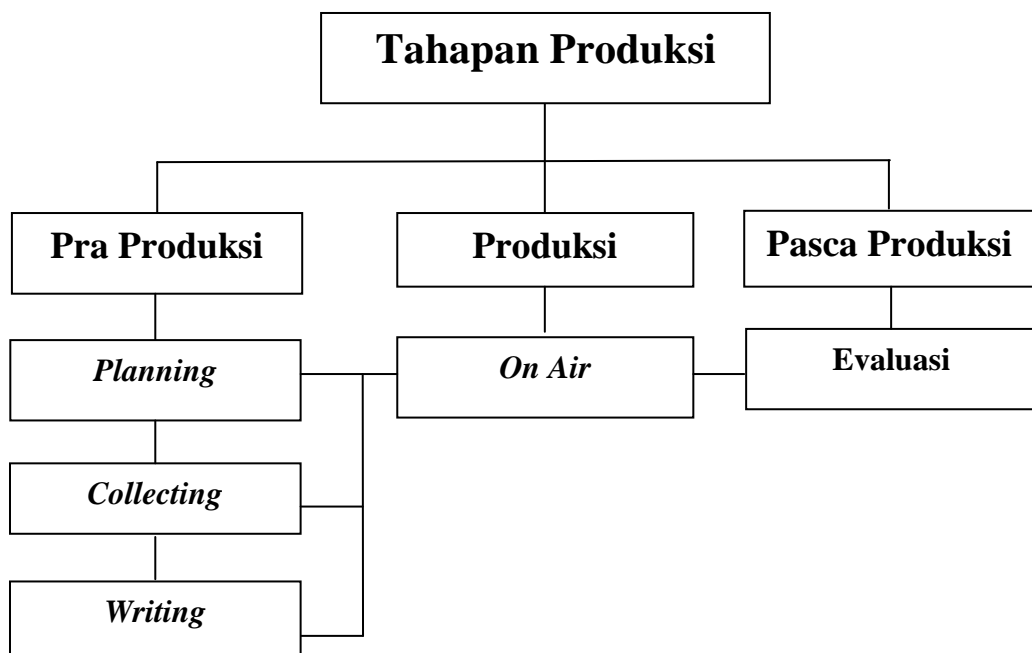 Tahapan Produksi
Pra Produksi
Produksi
Pasca Produksi
Planning
On Air
Evaluasi
Collecting
Writing